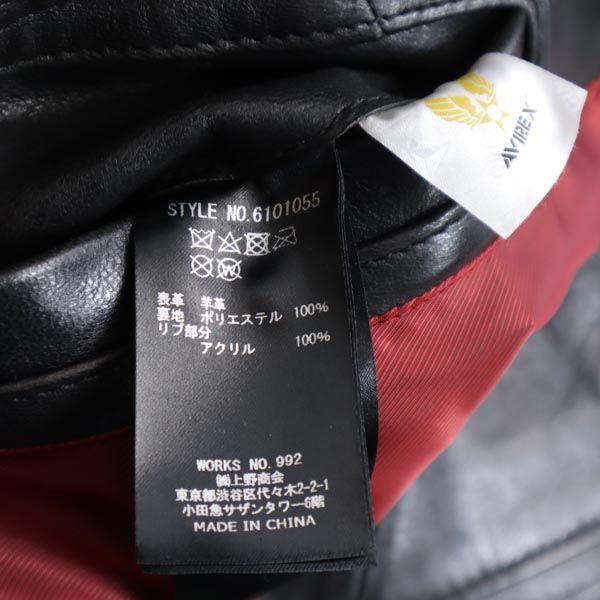 AVIREX
STYLE NO.6101055
表革 羊革
裏地 ポリエステル 100%
リブ部分
アクリル 100%
WORKS NO.992
㈱上野商会
東京都渋谷区代々木2-2-1
小田急サザンタワー6階
MADE IN CHINA